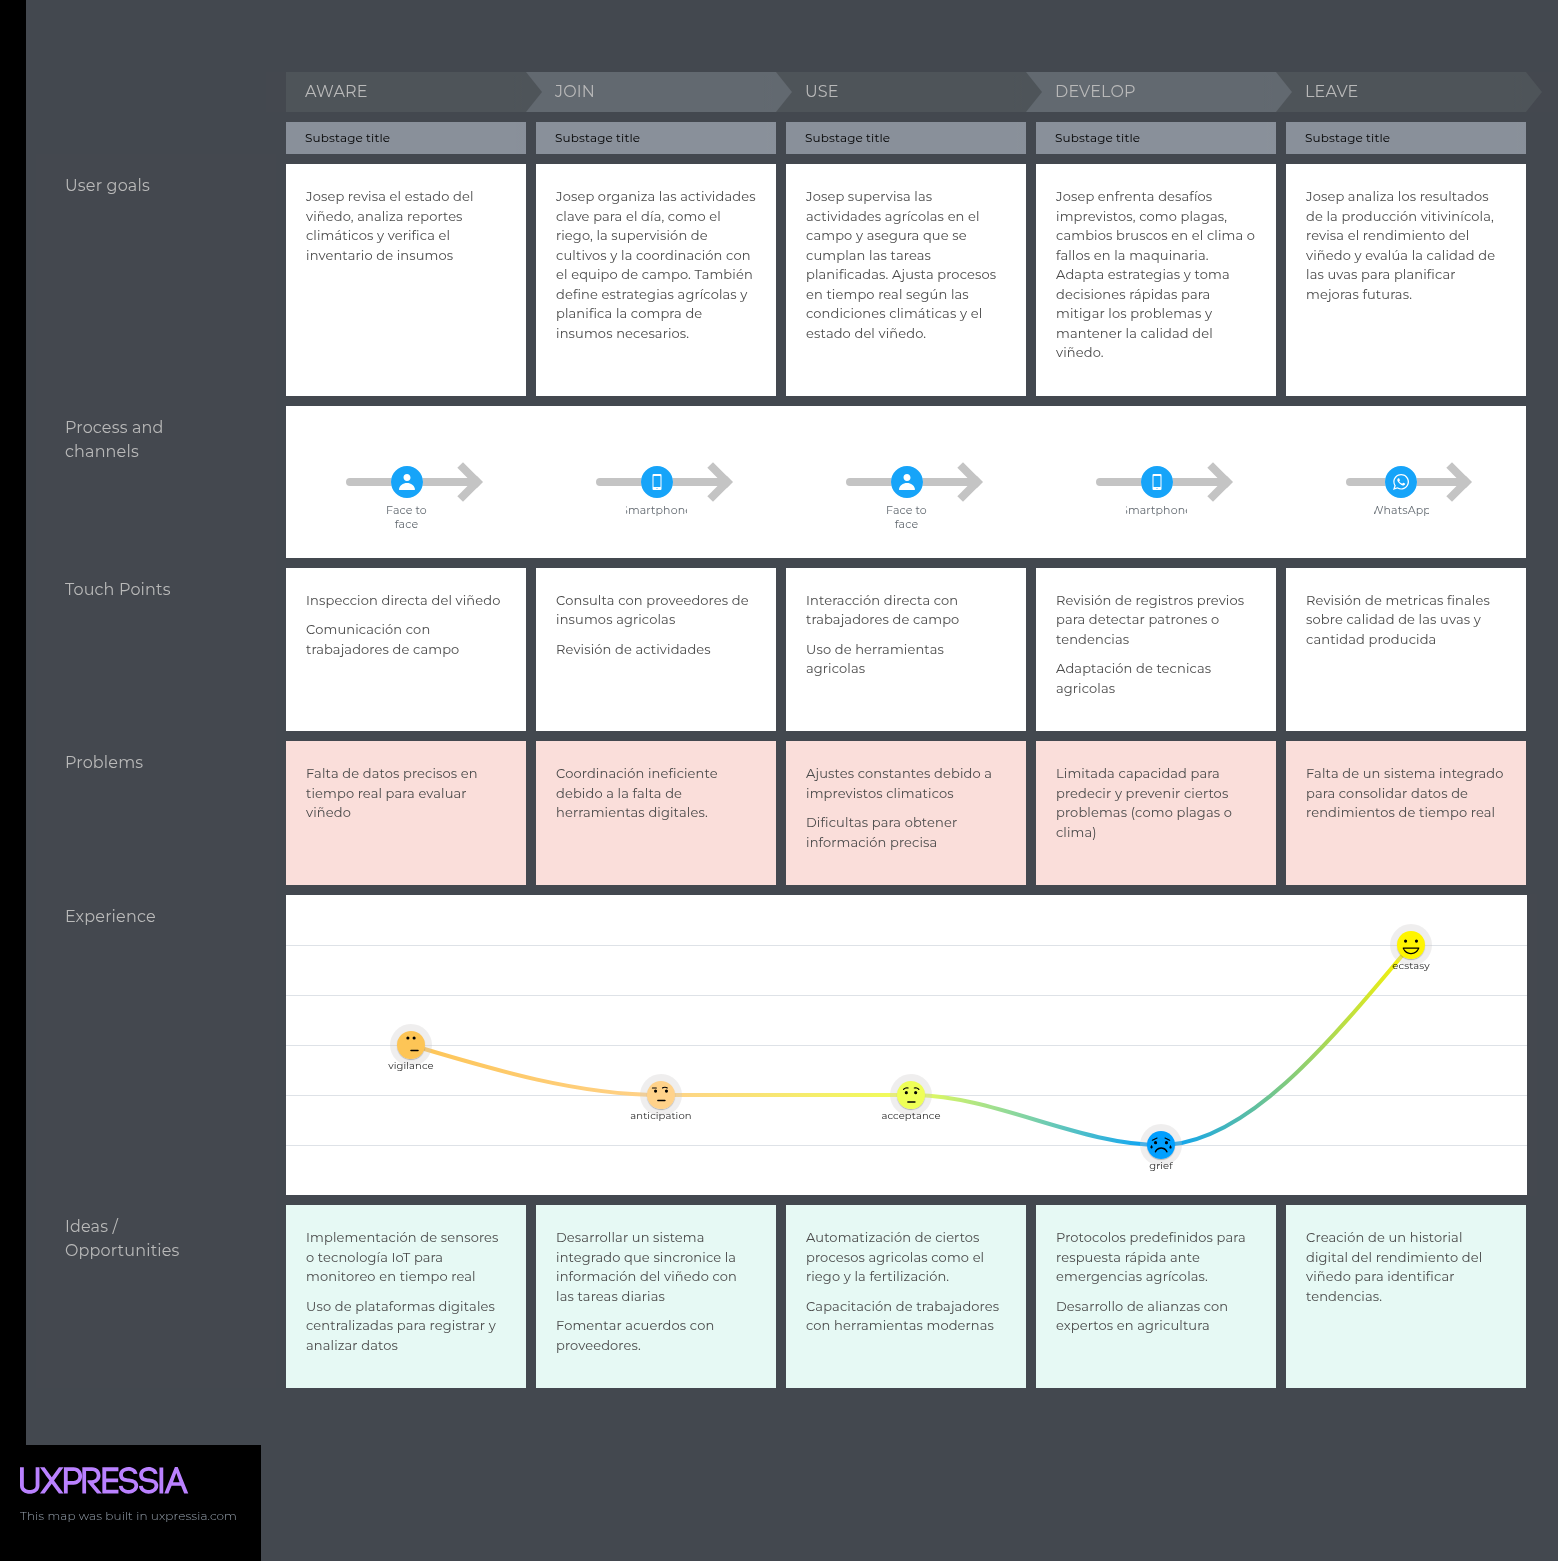 AWARE
JOIN
USE
DEVELOP
LEAVE
Substage title
Substage title
Substage title
Substage title
Substage title
User goals
Josep revisa el estado del
viñedo, analiza reportes
climáticos y verifica el
inventario de insumos
Josep organiza las actividades
clave para el día, como el
riego, la supervisión de
cultivos y la coordinación con
el equipo de campo. También
define estrategias agrícolas y
planifica la compra de
insumos necesarios.
Josep supervisa las
actividades agrícolas en el
campo y asegura que se
cumplan las tareas
planificadas. Ajusta procesos
en tiempo real según las
condiciones climáticas y el
estado del viñedo.
Josep enfrenta desafíos
imprevistos, como plagas,
cambios bruscos en el clima o
fallos en la maquinaria.
Adapta estrategias y toma
decisiones rápidas para
mitigar los problemas y
mantener la calidad del
viñedo.
Josep analiza los resultados
de la producción vitivinícola,
revisa el rendimiento del
viñedo y evalúa la calidad de
las uvas para planificar
mejoras futuras.
Process and
channels
Face to
face
Smartphone
Face to
face
Smartphone
WhatsApp
Touch Points
Inspeccion directa del viñedo
Comunicación con
trabajadores de campo
Consulta con proveedores de
insumos agricolas
Revisión de actividades
Interacción directa con
trabajadores de campo
Uso de herramientas
agricolas
Revisión de registros previos
para detectar patrones o
tendencias
Adaptación de tecnicas
agricolas
Revisión de metricas finales
sobre calidad de las uvas y
cantidad producida
Problems
Falta de datos precisos en
tiempo real para evaluar
viñedo
Coordinación ineficiente
debido a la falta de
herramientas digitales.
Ajustes constantes debido a
imprevistos climaticos
Dificultas para obtener
información precisa
Limitada capacidad para
predecir y prevenir ciertos
problemas (como plagas o
clima)
Falta de un sistema integrado
para consolidar datos de
rendimientos de tiempo real
Experience
vigilance
anticipation
acceptance
grief
ecstasy
Ideas /
Opportunities
Implementación de sensores
o tecnología IoT para
monitoreo en tiempo real
Uso de plataformas digitales
centralizadas para registrar y
analizar datos
Desarrollar un sistema
integrado que sincronice la
información del viñedo con
las tareas diarias
Fomentar acuerdos con
proveedores.
Automatización de ciertos
procesos agricolas como el
riego y la fertilización.
Capacitación de trabajadores
con herramientas modernas
Protocolos predefinidos para
respuesta rápida ante
emergencias agrícolas.
Desarrollo de alianzas con
expertos en agricultura
Creación de un historial
digital del rendimiento del
viñedo para identificar
tendencias.
UXPRESSIA
This map was built in uxpressia.com